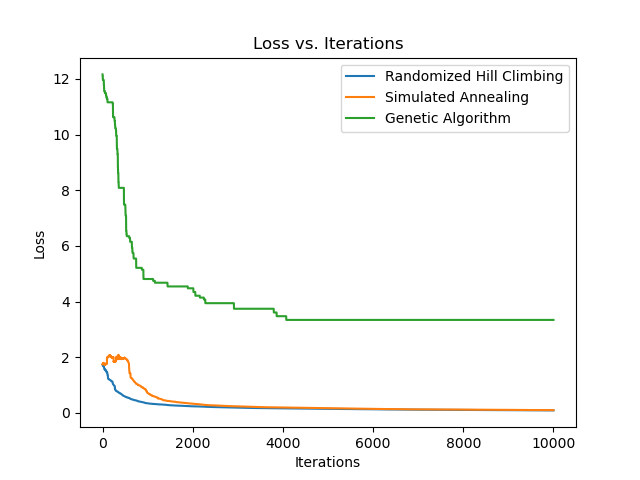 Loss vs. Iterations
Randomized Hill Climbing
Simulated Annealing
Genetic Algorithm
12
10
8
6
4
2
0
Loss
0 2000 4000 6000 8000 10000
Iterations